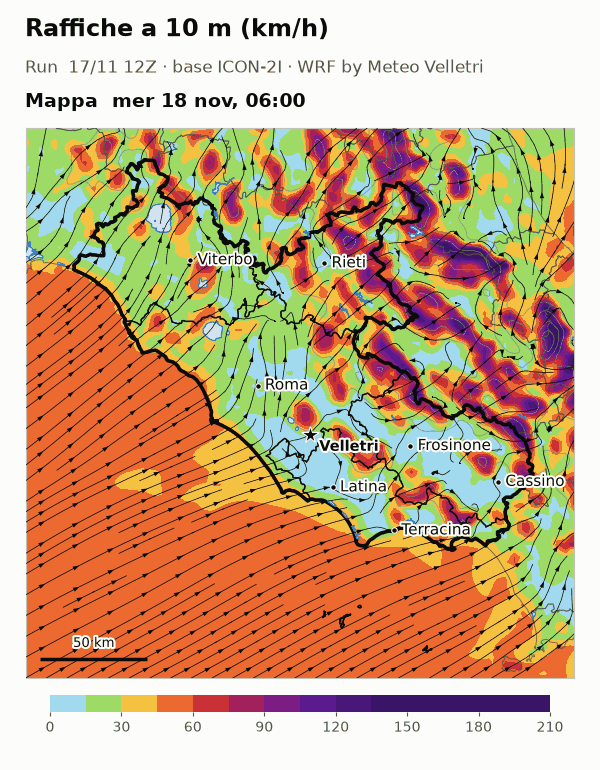 Raffiche a 10 m (km/h)
Run  17/11 12Z · base ICON-2I · WRF by Meteo Velletri
Mappa  mer 18 nov, 06:00
Viterbo
Rieti
Roma
Velletri
Frosinone
Cassino
Latina
Terracina
50 km
0 30 60 90 120 150 180 210